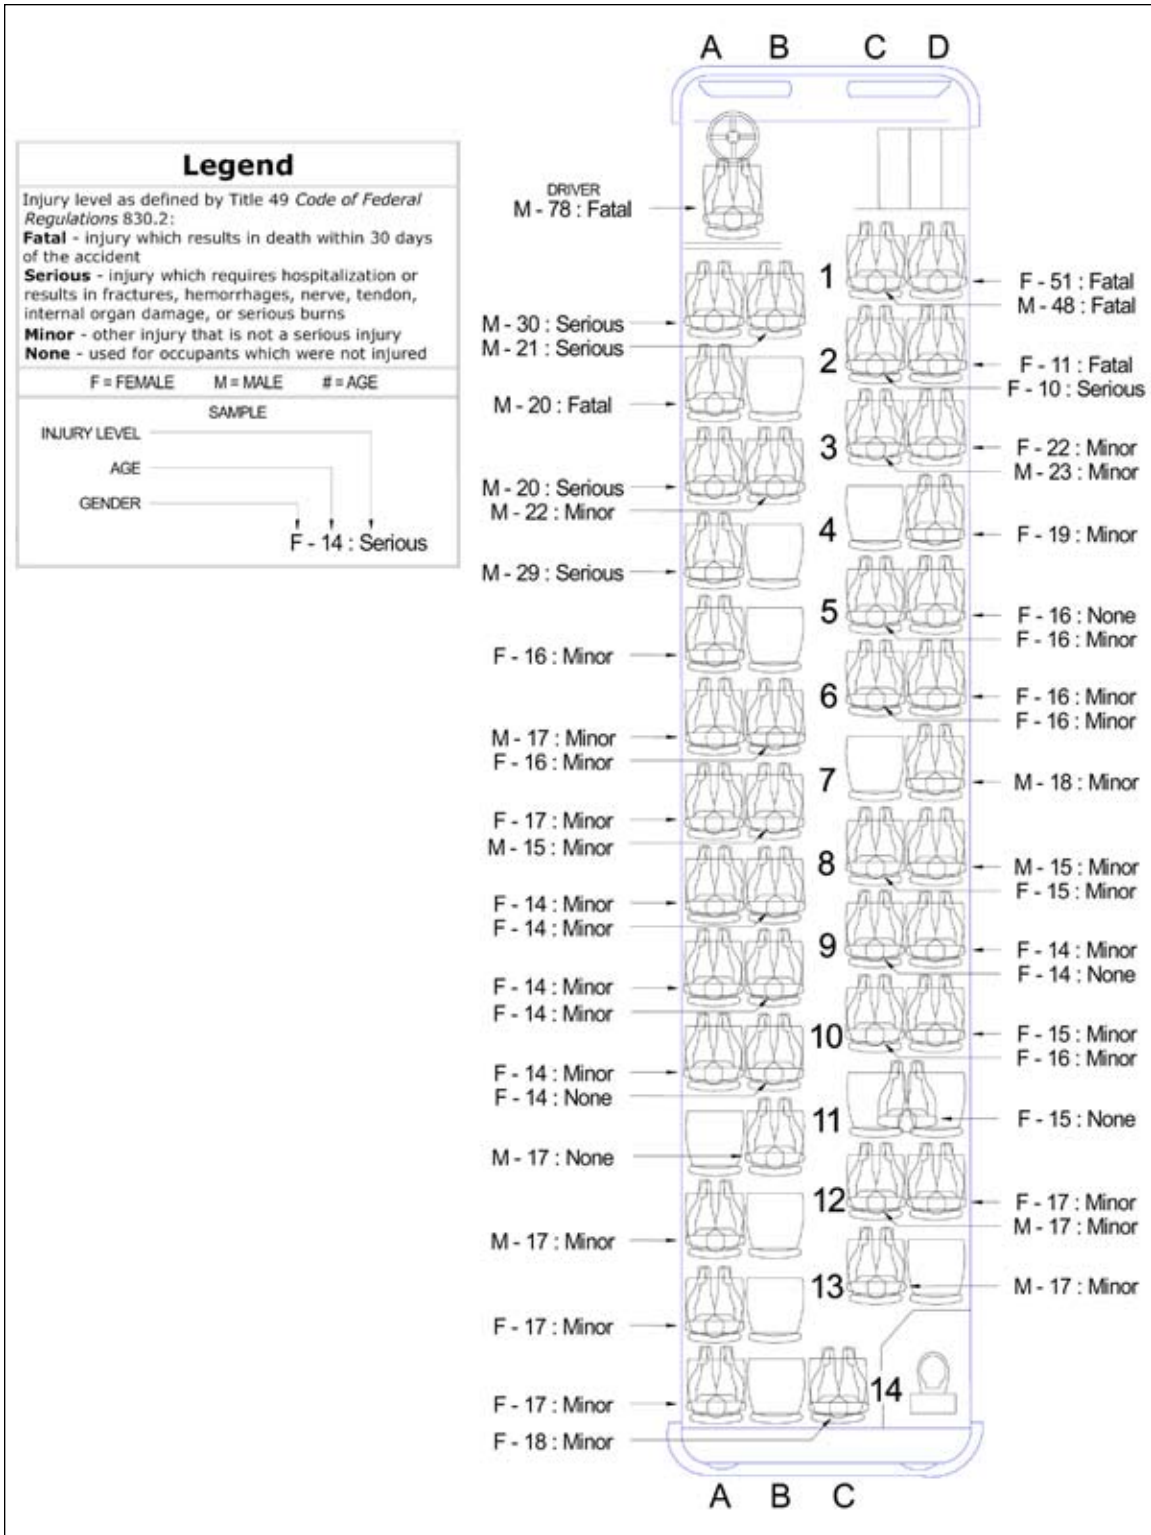 A B C D
Legend
Injury level as defined by Title 49 Code of Federal
Regulations 830.2:
Fatal - injury which results in death within 30 days
of the accident
Serious - injury which requires hospitalization or
results in fractures, hemorrhages, nerve, tendon,
internal organ damage, or serious burns
Minor - other injury that is not a serious injury
None - used for occupants which were not injured
F = FEMALE M = MALE # = AGE
SAMPLE
INJURY LEVEL
AGE
GENDER
F - 14 : Serious
DRIVER
M - 78 : Fatal
M - 30 : Serious
M - 21 : Serious
M - 20 : Fatal
M - 20 : Serious
M - 22 : Minor
M - 29 : Serious
F - 16 : Minor
M - 17 : Minor
F - 16 : Minor
F - 17 : Minor
M - 15 : Minor
F - 14 : Minor
F - 14 : Minor
F - 14 : Minor
F - 14 : Minor
F - 14 : Minor
F - 14 : None
M - 17 : None
M - 17 : Minor
F - 17 : Minor
F - 17 : Minor
F - 18 : Minor
1
2
3
4
5
6
7
8
9
10
11
12
13
14
F - 51 : Fatal
M - 48 : Fatal
F - 11 : Fatal
F - 10 : Serious
F - 22 : Minor
M - 23 : Minor
F - 19 : Minor
F - 16 : None
F - 16 : Minor
F - 16 : Minor
F - 16 : Minor
M - 18 : Minor
M - 15 : Minor
F - 15 : Minor
F - 14 : Minor
F - 14 : None
F - 15 : Minor
F - 16 : Minor
F - 15 : None
F - 17 : Minor
M - 17 : Minor
M - 17 : Minor
A B C